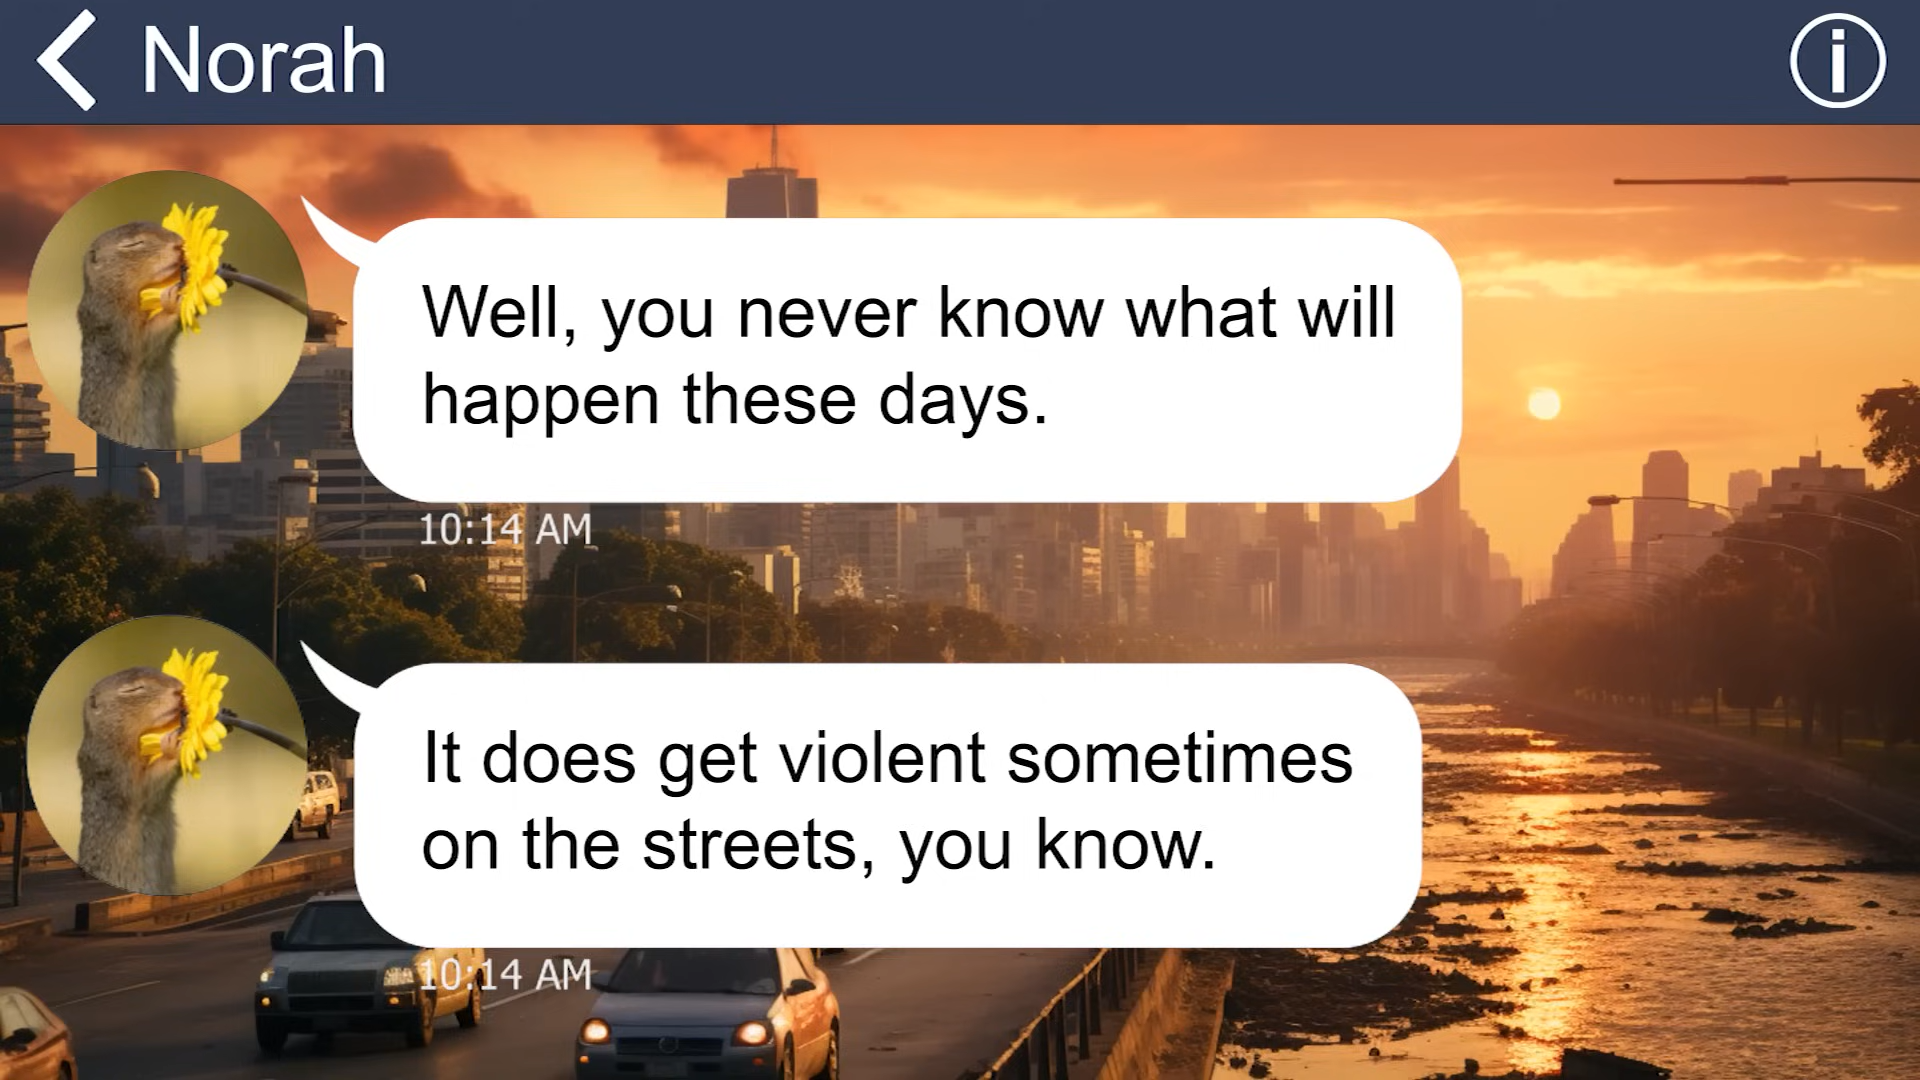 Norah
Well, you never know what will
happen these days.
10:14 AM
It does get violent sometimes
on the streets, you know.
10:14 AM